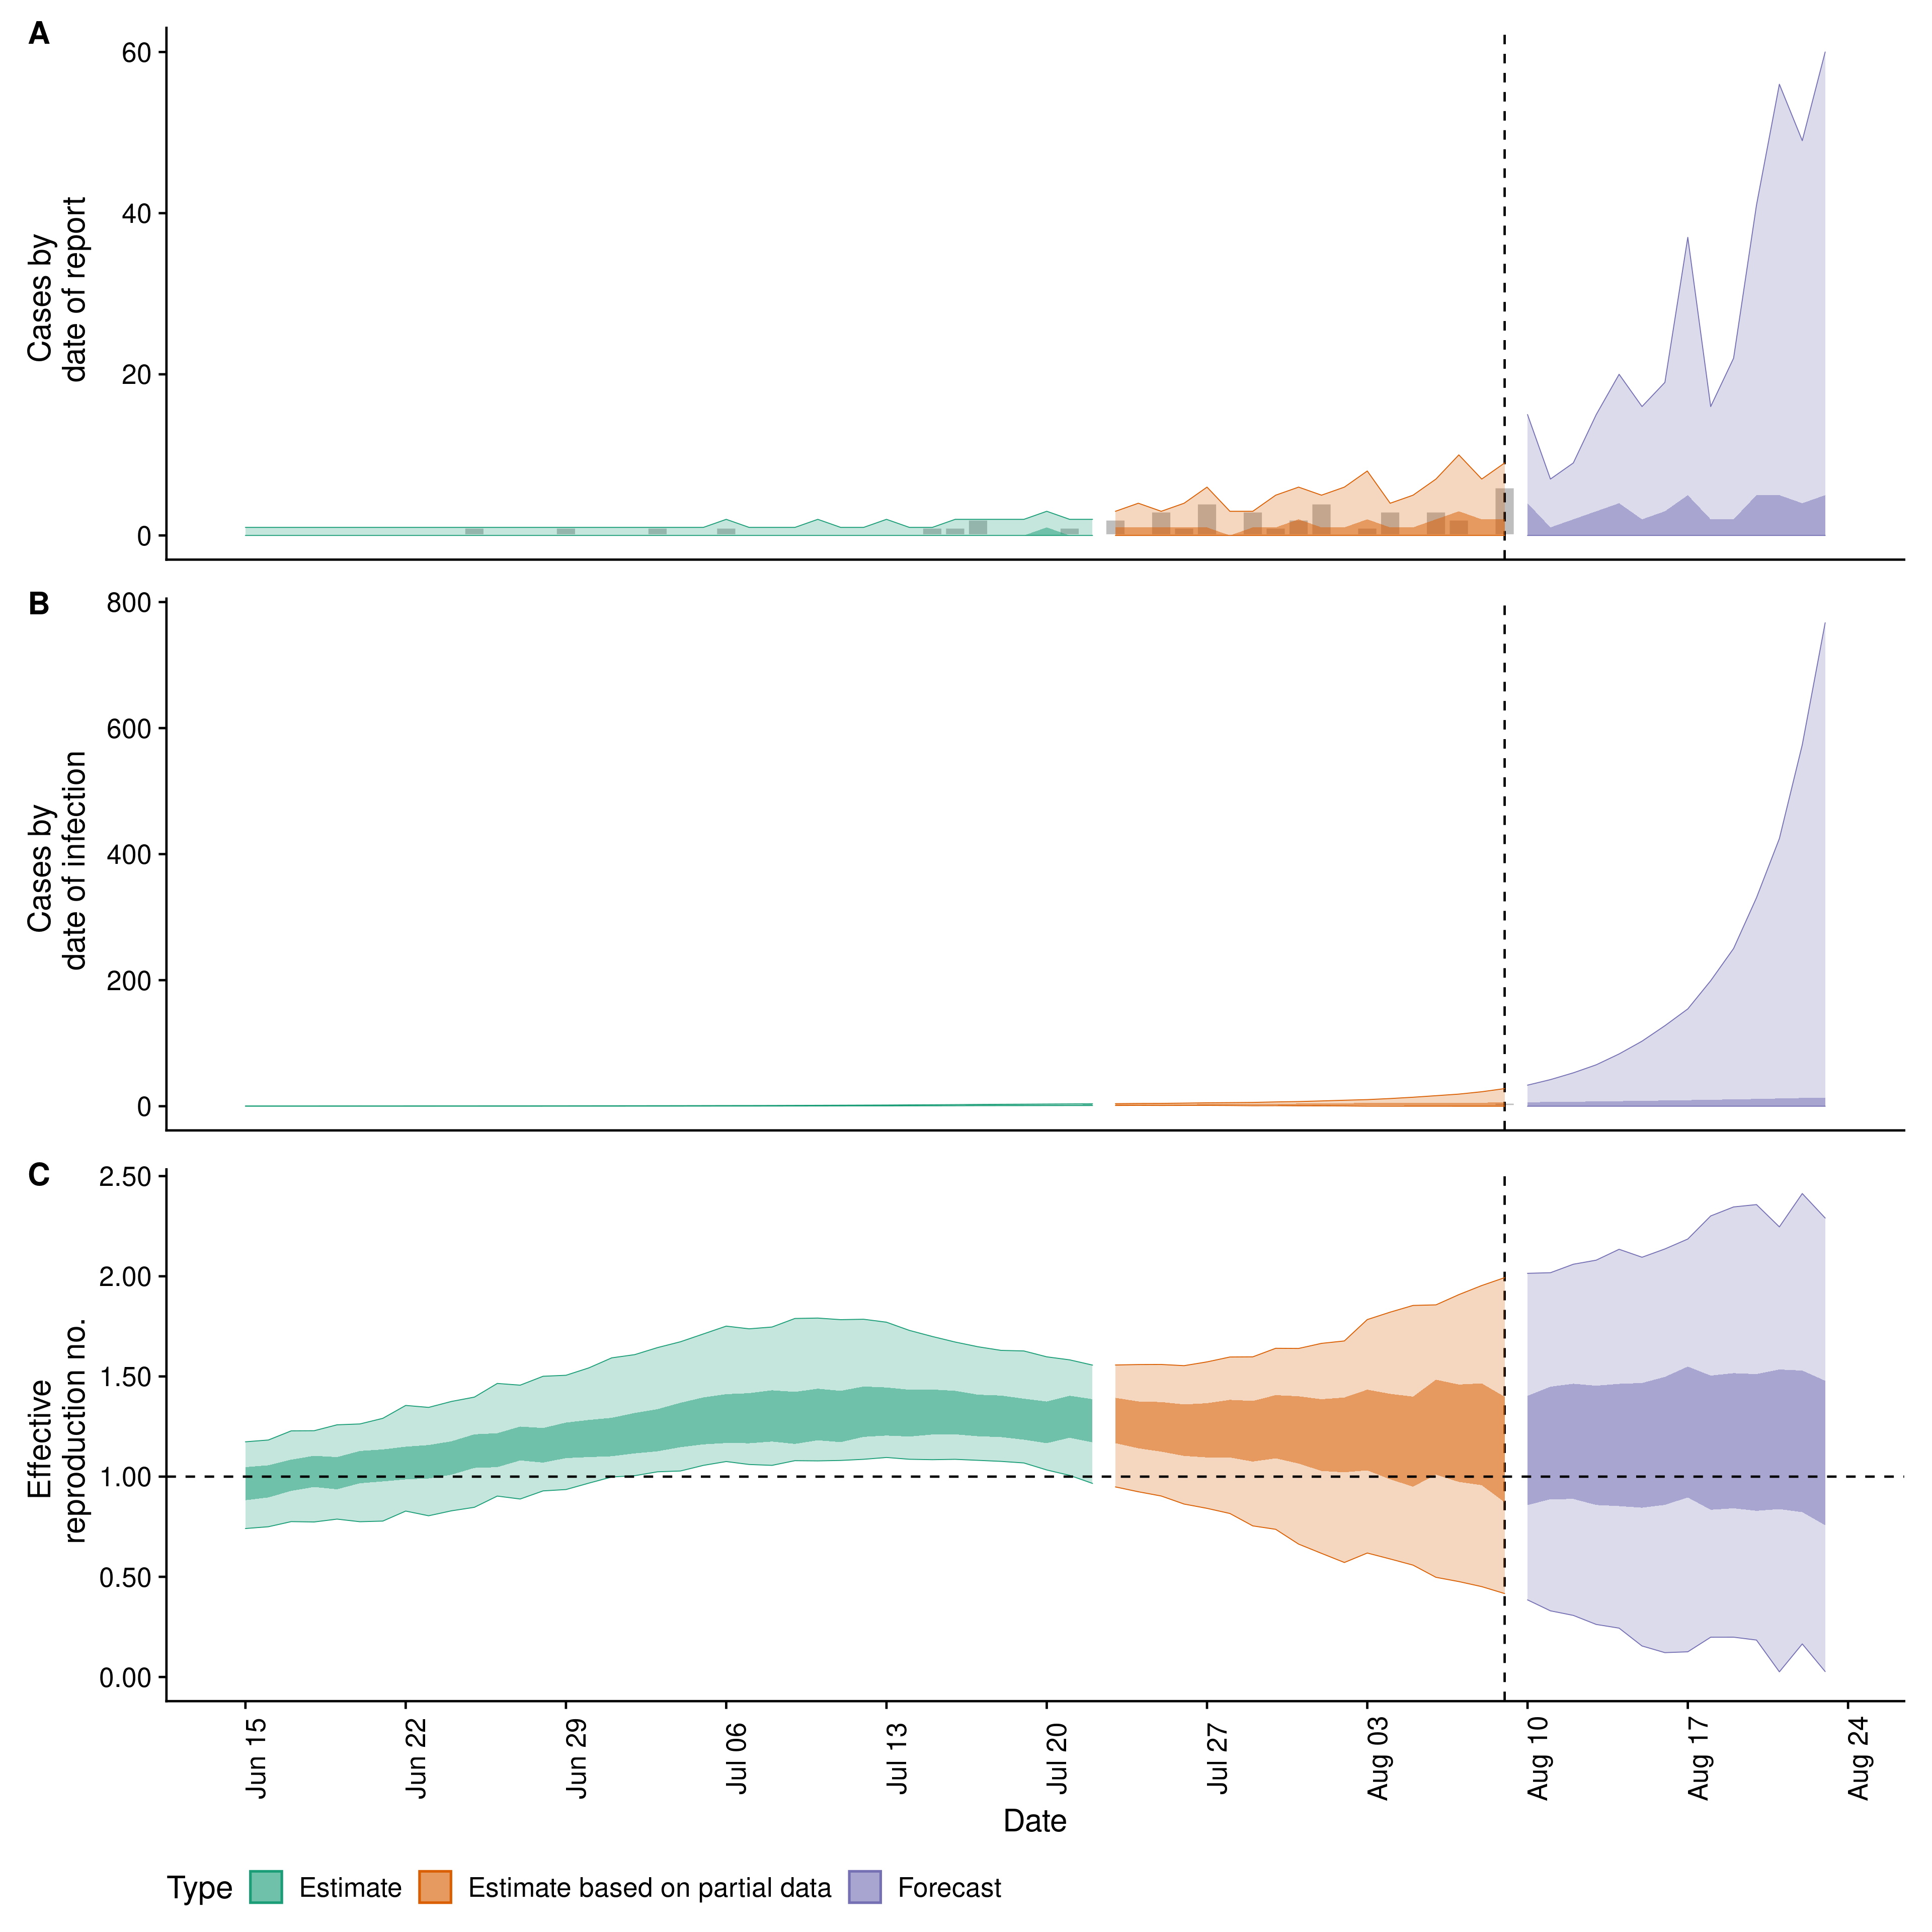 A
60
40
20
0
Cases by
date of report
B
800
600
400
200
0
Cases by
date of infection
C
2.50
2.00
1.50
1.00
0.50
0.00
Effective
reproduction no.
Jun 15
Jun 22
Jun 29
Jul 06
Jul 13
Jul 20
Jul 27
Aug 03
Aug 10
Aug 17
Aug 24
Date
Type Estimate Estimate based on partial data Forecast